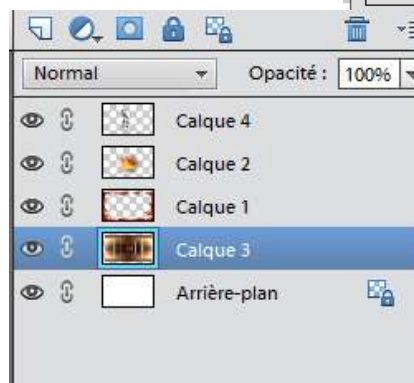 Normal Opacité : 100%
Calque 4
Calque 2
Calque 1
Calque 3
Arrière-plan